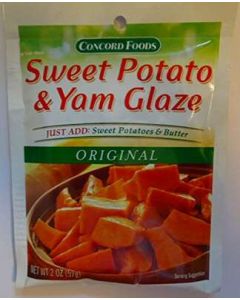 CONCORD FOODS
Sweet Potato
& Yam Glaze
JUST ADD: Sweet Potatoes & Butter
ORIGINAL
NET WT 2 OZ (57g)
Serving Suggestion